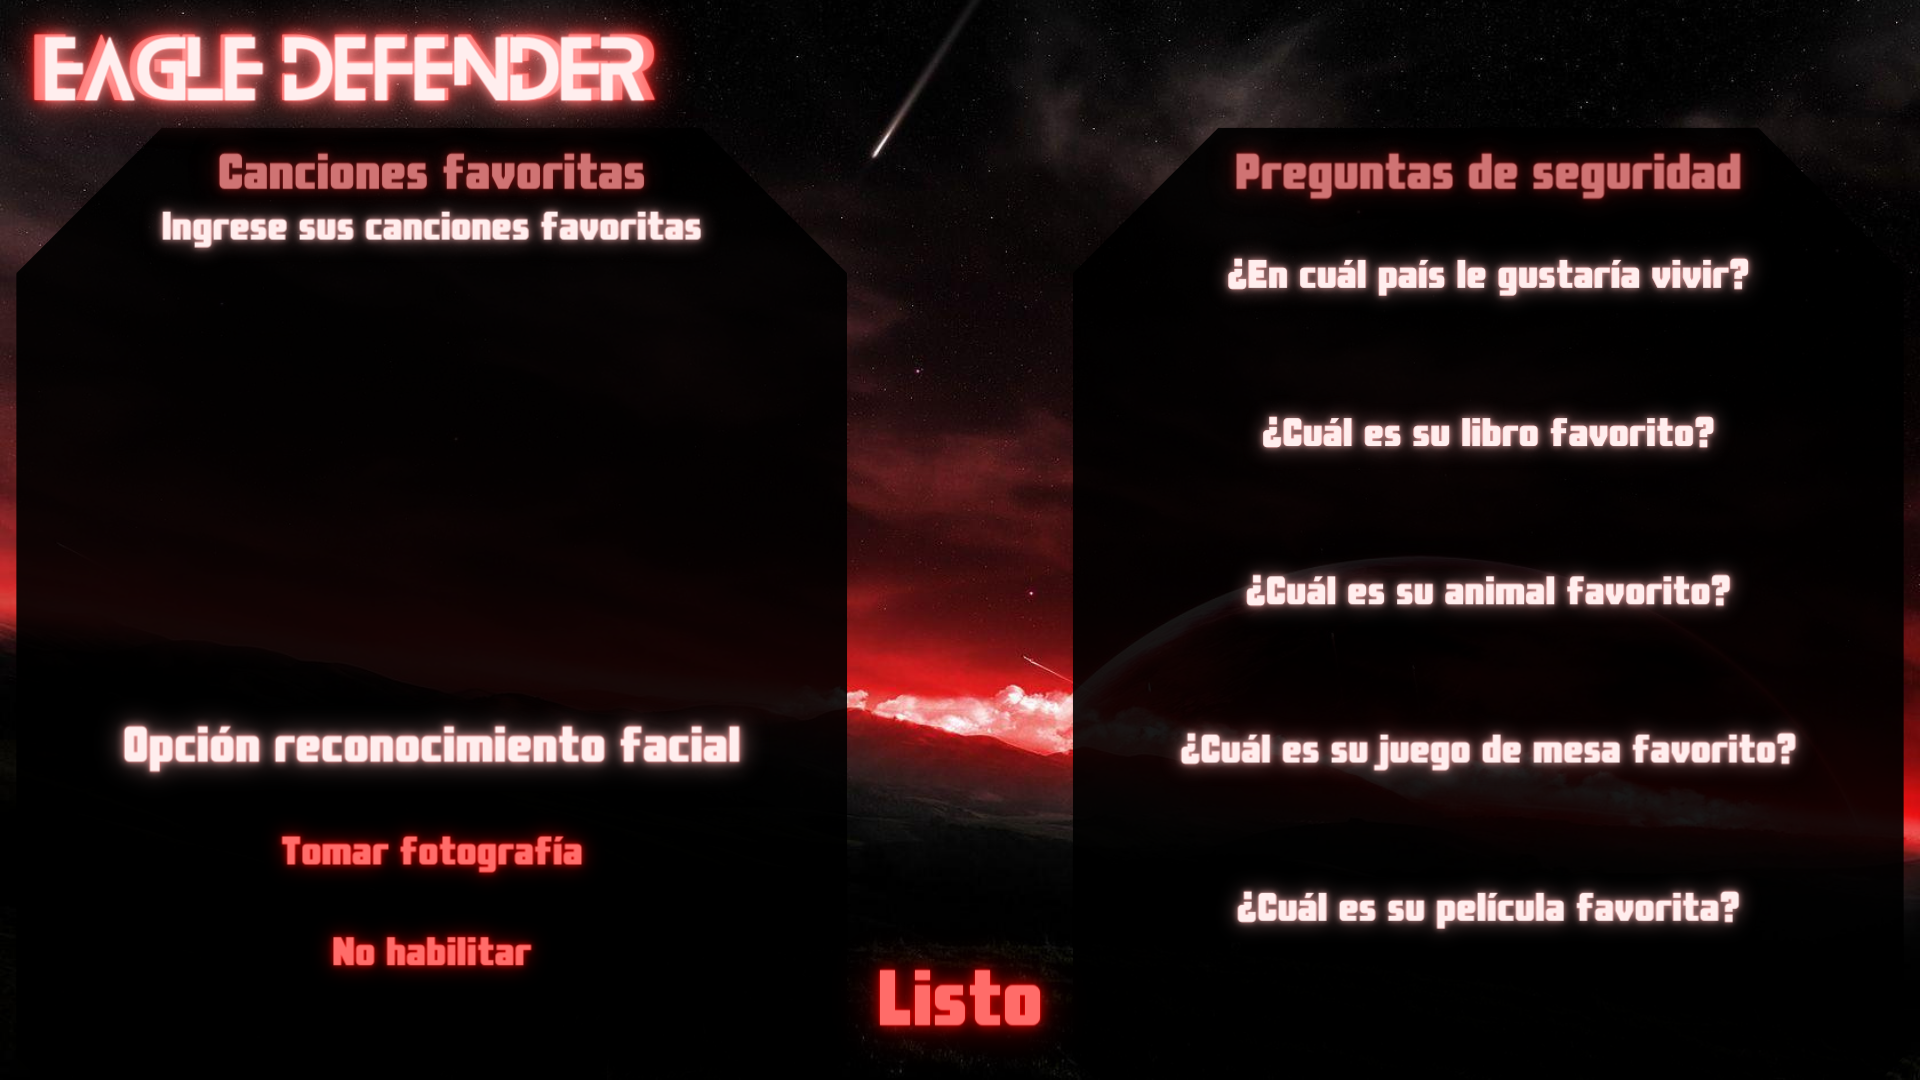 EAGLE DEFENDER
Canciones favoritas
Ingrese sus canciones favoritas
Opción reconocimiento facial
Tomar fotografía
No habilitar
Preguntas de seguridad
¿En cuál país le gustaría vivir?
¿Cuál es su libro favorito?
¿Cuál es su animal favorito?
¿Cuál es su juego de mesa favorito?
¿Cuál es su película favorita?
Listo